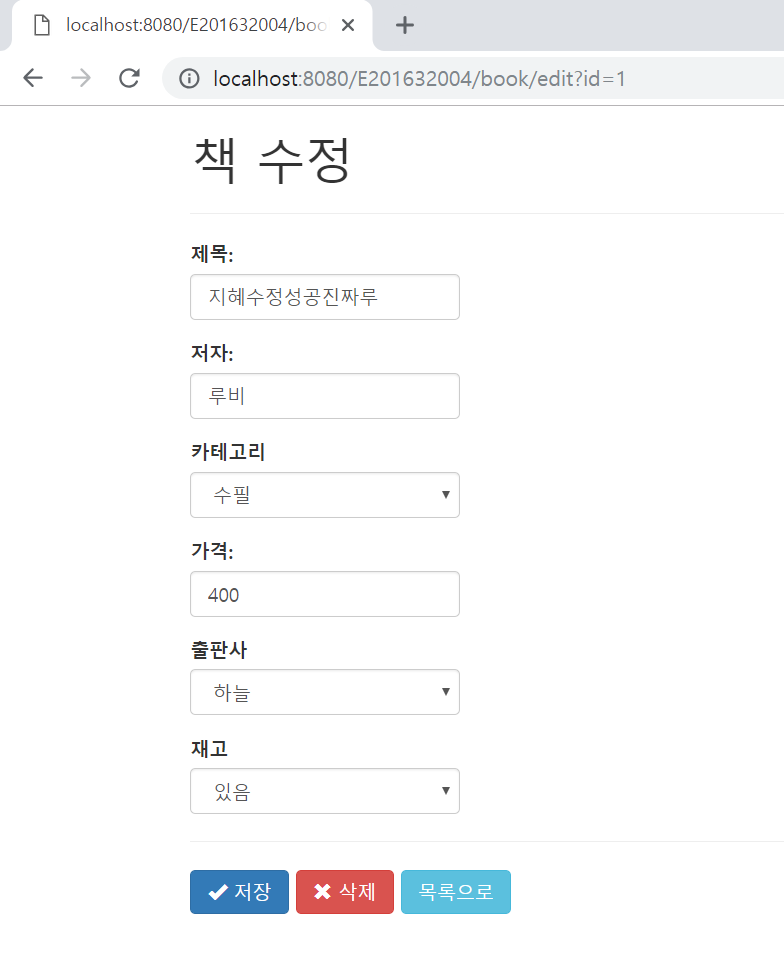 localhost:8080/E201632004/boo
localhost:8080/E201632004/book/edit?id=1
책 수정
제목:
지혜수정성공진짜루
저자:
루비
카테고리
수필
가격:
400
출판사
하늘
재고
있음
저장 삭제 목록으로